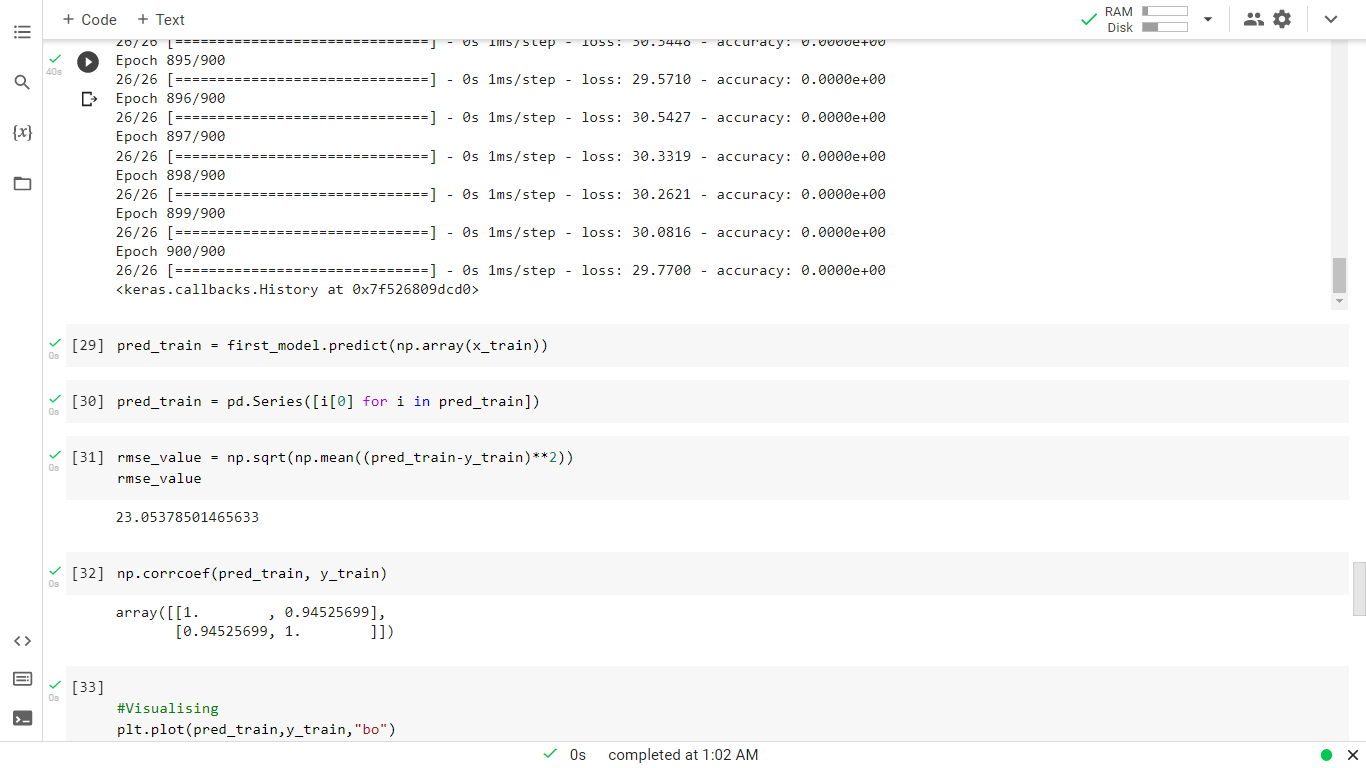 + Code + Text
RAM
Disk
26/26 [==============================] - 0s 1ms/step - loss: 30.5448 - accuracy: 0.0000e+00
40s
Epoch 895/900
26/26 [==============================] - 0s 1ms/step - loss: 29.5710 - accuracy: 0.0000e+00
Epoch 896/900
26/26 [==============================] - 0s 1ms/step - loss: 30.5427 - accuracy: 0.0000e+00
Epoch 897/900
26/26 [==============================] - 0s 1ms/step - loss: 30.3319 - accuracy: 0.0000e+00
Epoch 898/900
26/26 [==============================] - 0s 1ms/step - loss: 30.2621 - accuracy: 0.0000e+00
Epoch 899/900
26/26 [==============================] - 0s 1ms/step - loss: 30.0816 - accuracy: 0.0000e+00
Epoch 900/900
26/26 [==============================] - 0s 1ms/step - loss: 29.7700 - accuracy: 0.0000e+00
<keras.callbacks.History at 0x7f526809dcd0>
[29] pred_train = first_model.predict(np.array(x_train))
0s
[30] pred_train = pd.Series([i[0] for i in pred_train])
0s
[31] rmse_value = np.sqrt(np.mean((pred_train-y_train)**2))
0s
rmse_value
23.05378501465633
[32] np.corrcoef(pred_train, y_train)
0s
array([[1.        , 0.94525699],
       [0.94525699, 1.        ]])
[33]
0s
#Visualising
plt.plot(pred_train,y_train,"bo")
0s completed at 1:02 AM